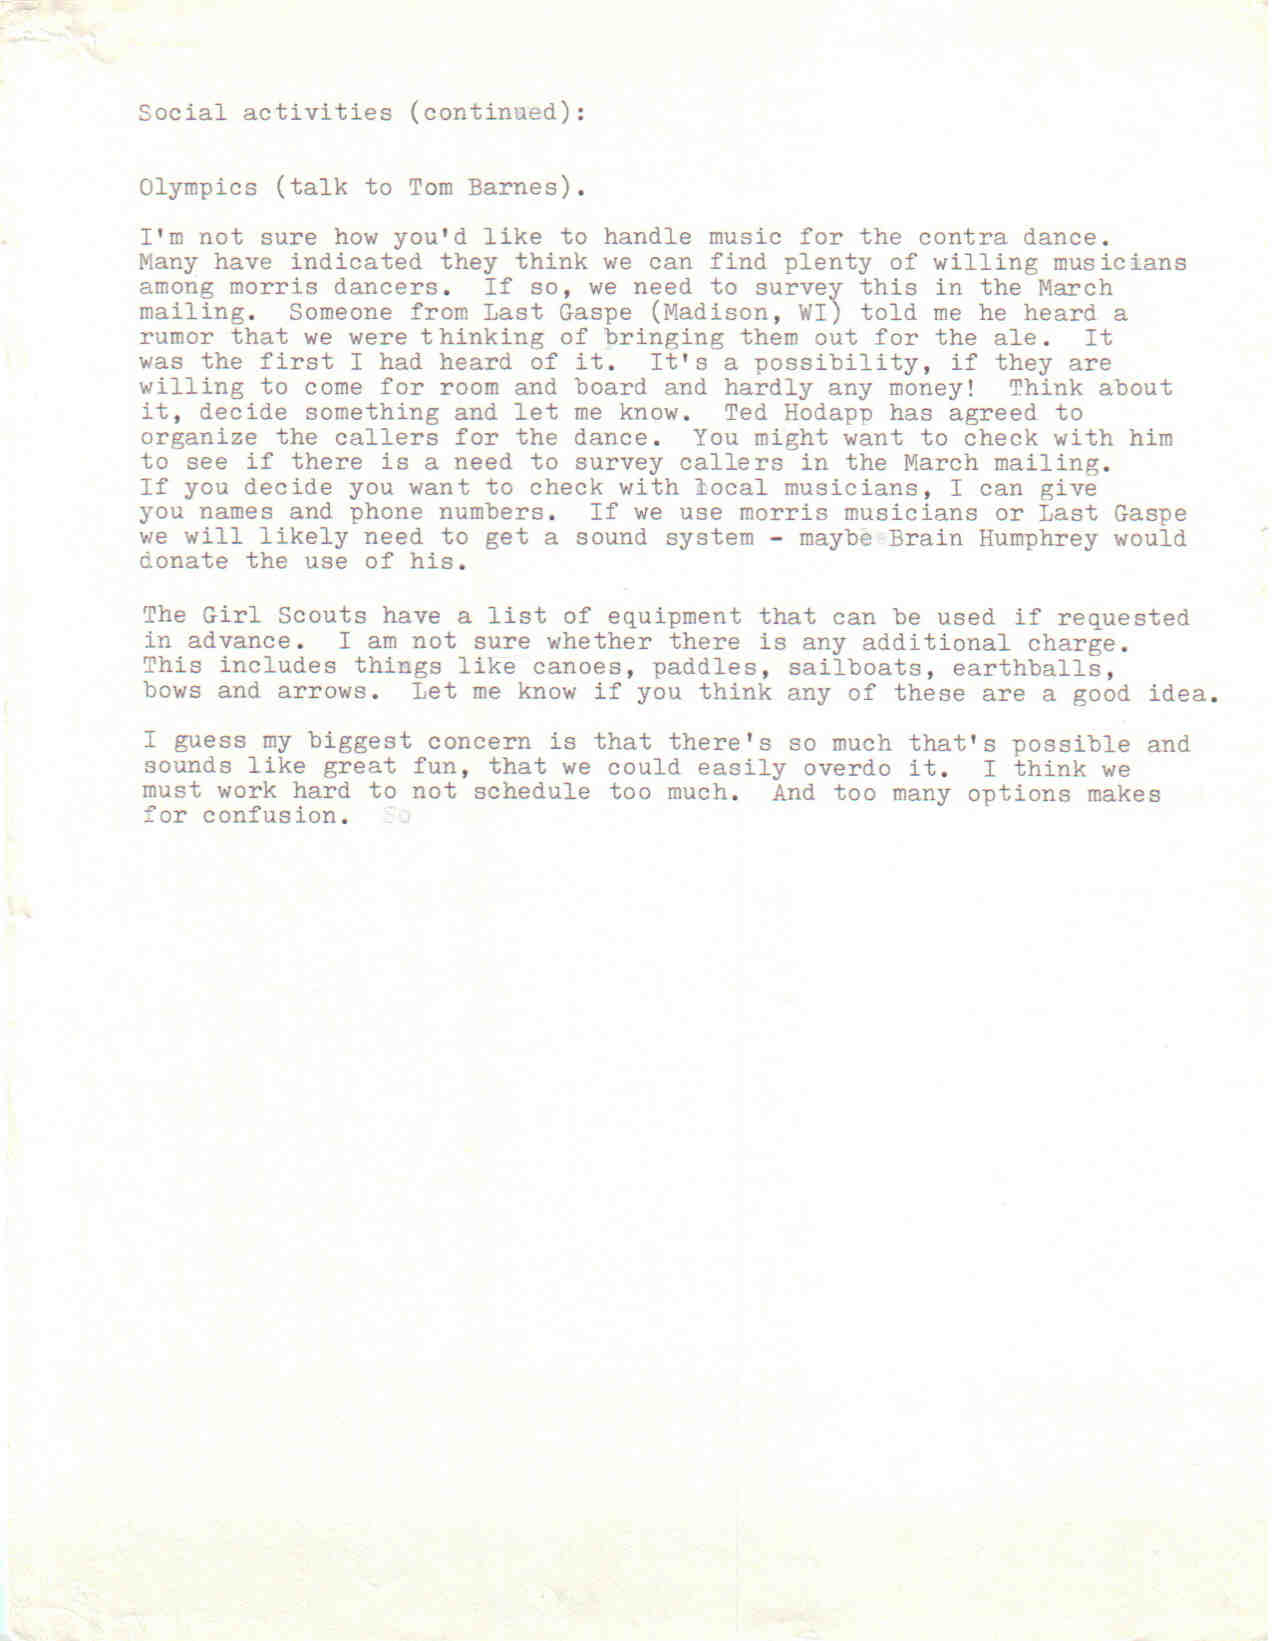 Social activities (continued):
Olympics (talk to Tom Barnes).
I'm not sure how you'd like to handle music for the contra dance.
Many have indicated they think we can find plenty of willing musicians
among morris dancers.  If so, we need to survey this in the March
mailing.  Someone from Last Gaspe (Madison, WI) told me he heard a
rumor that we were thinking of bringing them out for the ale.  It
was the first I had heard of it.  It's a possibility, if they are
willing to come for room and board and hardly any money!  Think about
it, decide something and let me know.  Ted Hodapp has agreed to
organize the callers for the dance.  You might want to check with him
to see if there is a need to survey callers in the March mailing.
If you decide you want to check with local musicians, I can give
you names and phone numbers.  If we use morris musicians or Last Gaspe
we will likely need to get a sound system - maybe Brain Humphrey would
donate the use of his.
The Girl Scouts have a list of equipment that can be used if requested
in advance.  I am not sure whether there is any additional charge.
This includes things like canoes, paddles, sailboats, earthballs,
bows and arrows.  Let me know if you think any of these are a good idea.
I guess my biggest concern is that there's so much that's possible and
sounds like great fun, that we could easily overdo it.  I think we
must work hard to not schedule too much.  And too many options makes
for confusion.  So